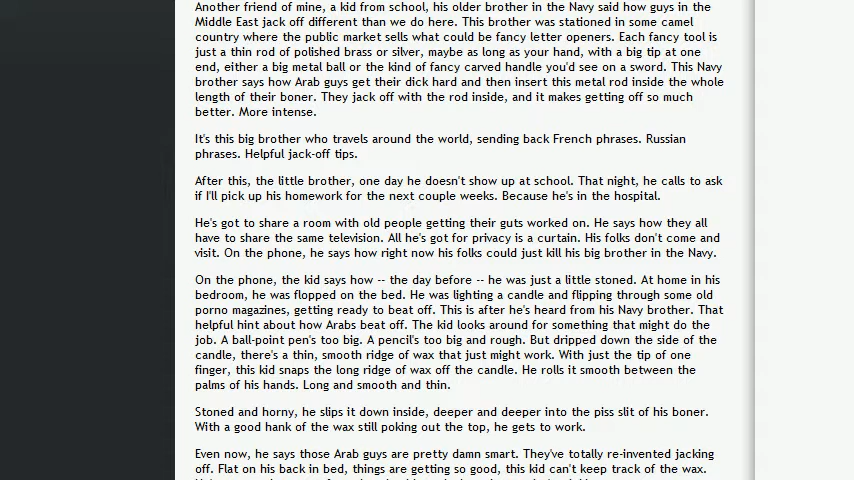 Another friend of mine, a kid from school, his older brother in the Navy said how guys in the
Middle East jack off different than we do here. This brother was stationed in some camel
country where the public market sells what could be fancy letter openers. Each fancy tool is
just a thin rod of polished brass or silver, maybe as long as your hand, with a big tip at one
end, either a big metal ball or the kind of fancy carved handle you'd see on a sword. This Navy
brother says how Arab guys get their dick hard and then insert this metal rod inside the whole
length of their boner. They jack off with the rod inside, and it makes getting off so much
better. More intense.
It's this big brother who travels around the world, sending back French phrases. Russian
phrases. Helpful jack-off tips.
After this, the little brother, one day he doesn't show up at school. That night, he calls to ask
if I'll pick up his homework for the next couple weeks. Because he's in the hospital.
He's got to share a room with old people getting their guts worked on. He says how they all
have to share the same television. All he's got for privacy is a curtain. His folks don't come and
visit. On the phone, he says how right now his folks could just kill his big brother in the Navy.
On the phone, the kid says how -- the day before -- he was just a little stoned. At home in his
bedroom, he was flopped on the bed. He was lighting a candle and flipping through some old
porno magazines, getting ready to beat off. This is after he's heard from his Navy brother. That
helpful hint about how Arabs beat off. The kid looks around for something that might do the
job. A ball-point pen's too big. A pencil's too big and rough. But dripped down the side of the
candle, there's a thin, smooth ridge of wax that just might work. With just the tip of one
finger, this kid snaps the long ridge of wax off the candle. He rolls it smooth between the
palms of his hands. Long and smooth and thin.
Stoned and horny, he slips it down inside, deeper and deeper into the piss slit of his boner.
With a good hank of the wax still poking out the top, he gets to work.
Even now, he says those Arab guys are pretty damn smart. They've totally re-invented jacking
off. Flat on his back in bed, things are getting so good, this kid can't keep track of the wax.